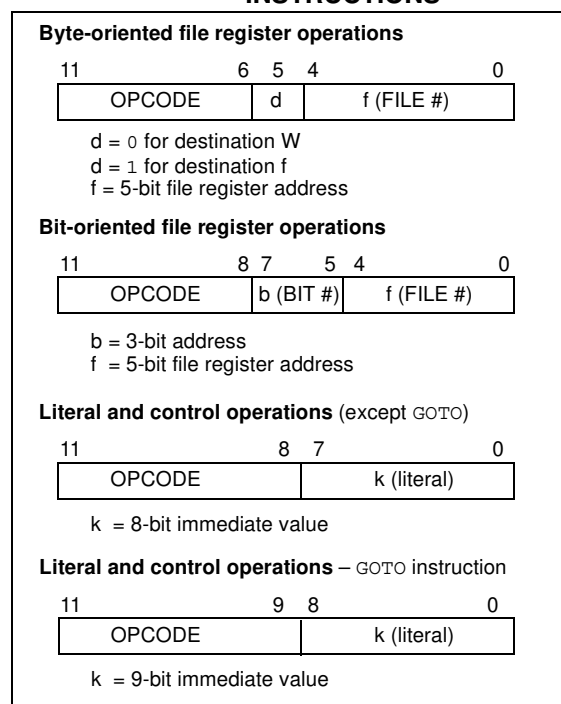 INSTRUCTIONS
Byte-oriented file register operations
11 6 5 4 0
OPCODE d f (FILE #)
d = 0 for destination W
d = 1 for destination f
f = 5-bit file register address
Bit-oriented file register operations
11 8 7 5 4 0
OPCODE b (BIT #) f (FILE #)
b = 3-bit address
f = 5-bit file register address
Literal and control operations (except GOTO)
11 8 7 0
OPCODE k (literal)
k = 8-bit immediate value
Literal and control operations – GOTO instruction
11 9 8 0
OPCODE k (literal)
k = 9-bit immediate value